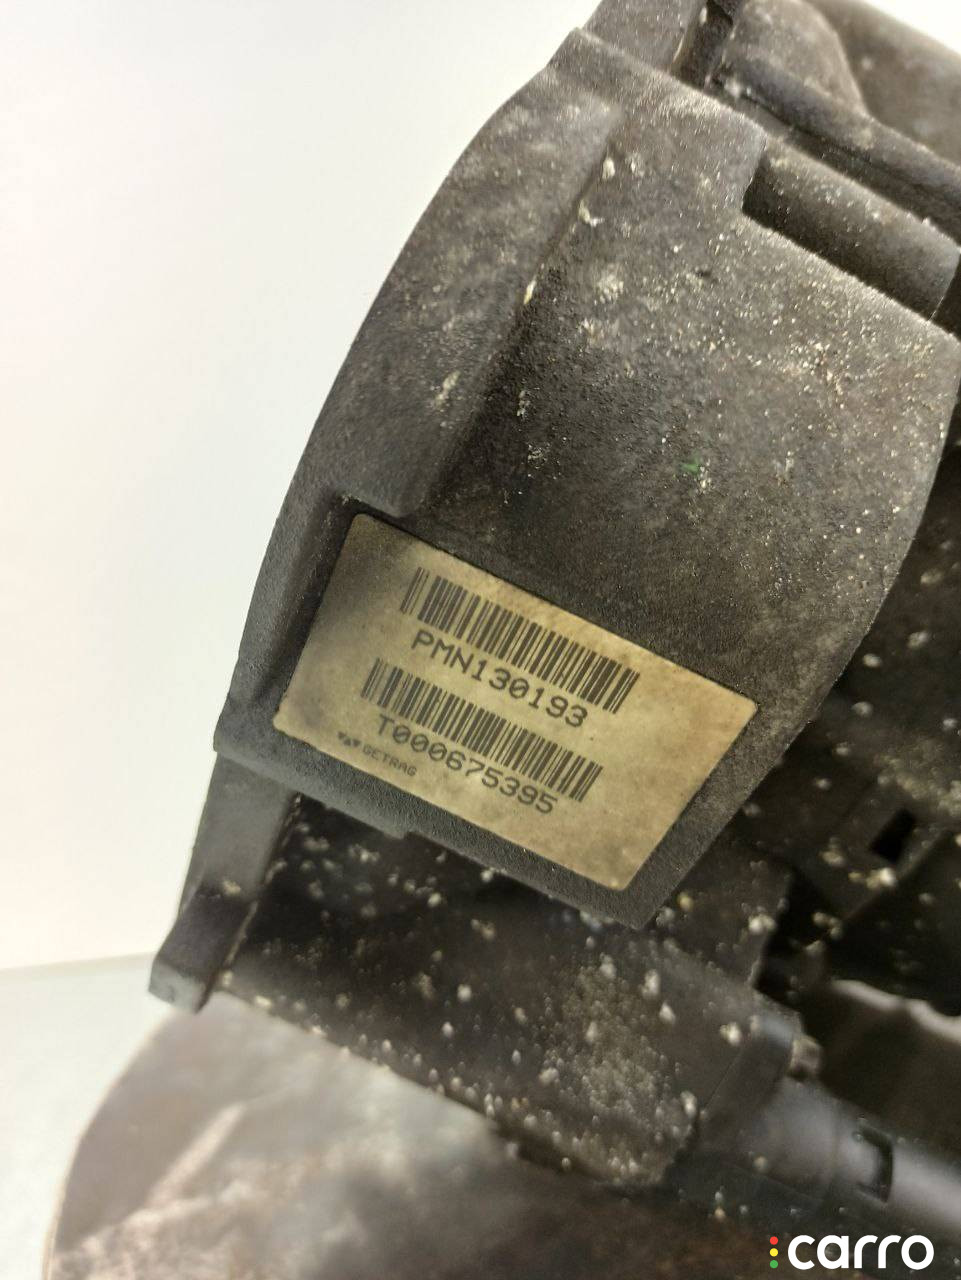 PMN130193
T000675395
GETRAG
carro